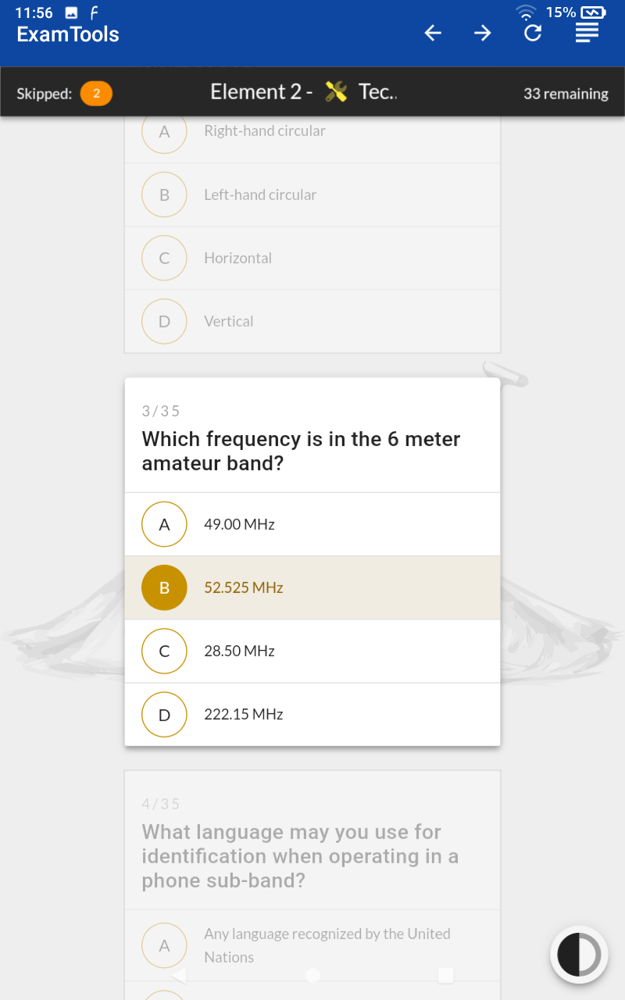 11:56 15%
ExamTools
Skipped: 2 Element 2 - Tec.. 33 remaining
A Right-hand circular
B Left-hand circular
C Horizontal
D Vertical
3/35
Which frequency is in the 6 meter
amateur band?
A 49.00 MHz
B 52.525 MHz
C 28.50 MHz
D 222.15 MHz
4/35
What language may you use for
identification when operating in a
phone sub-band?
A Any language recognized by the United
Nations